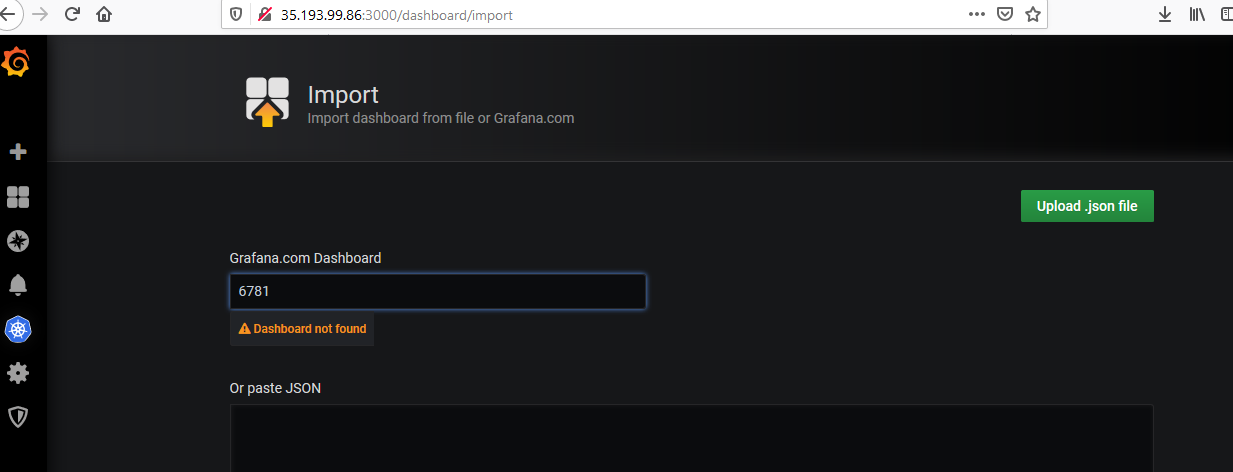 35.193.99.86:3000/dashboard/import
Import
Import dashboard from file or Grafana.com
Upload .json file
Grafana.com Dashboard
6781
Dashboard not found
Or paste JSON